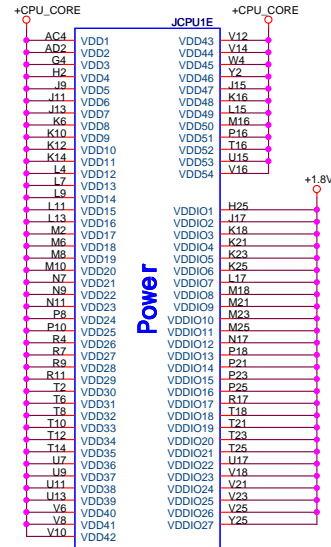 +CPU_CORE +CPU_CORE
JCPU1E
AC4 VDD1 VDD43 V12
AD2 VDD2 VDD44 V14
G4 VDD3 VDD45 W4
H2 VDD4 VDD46 Y2
J9 VDD5 VDD47 J15
J11 VDD6 VDD48 K16
J13 VDD7 VDD49 L15
K6 VDD8 VDD50 M16
K10 VDD9 VDD51 P16
K12 VDD10 VDD52 T16
K14 VDD11 VDD53 U15
L4 VDD12 VDD54 V16
L7 VDD13
+1.8V
L9 VDD14
L11 VDD15 VDDIO1 H25
L13 VDD16 VDDIO2 J17
M2 VDD17 VDDIO3 K18
M6 VDD18 VDDIO4 K21
M8 VDD19 VDDIO5 K23
M10 VDD20 VDDIO6 K25
N7 VDD21 VDDIO7 L17
N9 VDD22 VDDIO8 M18
N11 VDD23 VDDIO9 M21
P8 VDD24 VDDIO10 M23
P10 VDD25 VDDIO11 M25
R4 VDD26 VDDIO12 N17
R7 VDD27 VDDIO13 P18
R9 VDD28 VDDIO14 P21
R11 VDD29 VDDIO15 P23
T2 VDD30 VDDIO16 P25
T6 VDD31 VDDIO17 R17
T8 VDD32 VDDIO18 T18
T10 VDD33 VDDIO19 T21
T12 VDD34 VDDIO20 T23
T14 VDD35 VDDIO21 T25
U7 VDD36 VDDIO22 U17
U9 VDD37 VDDIO23 V18
U11 VDD38 VDDIO24 V21
U13 VDD39 VDDIO25 V23
V6 VDD40 VDDIO26 V25
V8 VDD41 VDDIO27 Y25
V10 VDD42
Power